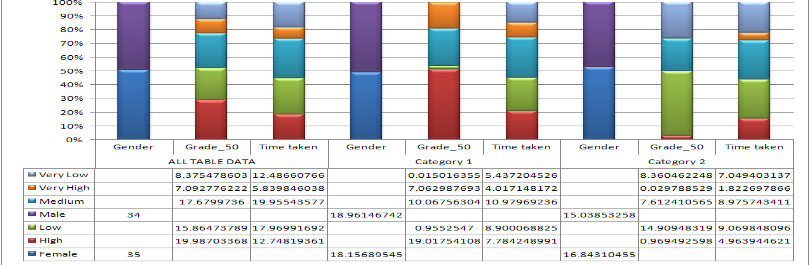 100%
90%
80%
70%
60%
50%
40%
30%
20%
10%
0%
Gender Grade_50 Time taken Gender Grade_50 Time taken Gender Grade_50 Time taken
ALL TABLE DATA Category 1 Category 2
Very Low 8.375478603 12.48660766 0.015016355 5.437204526 8.360462248 7.049403137
Very High 7.092776222 5.839846038 7.062987693 4.017148172 0.029788529 1.822697866
Medium 17.6799736 19.95543577 10.06756304 10.97969236 7.612410565 8.975743411
Male 34 18.96146742 15.03853258
Low 15.86473789 17.96991692 0.9552547 8.900068825 14.90948319 9.069848096
High 19.98703368 12.74819361 19.01754108 7.784248991 0.969492598 4.963944621
Female 35 18.15689545 16.84310455